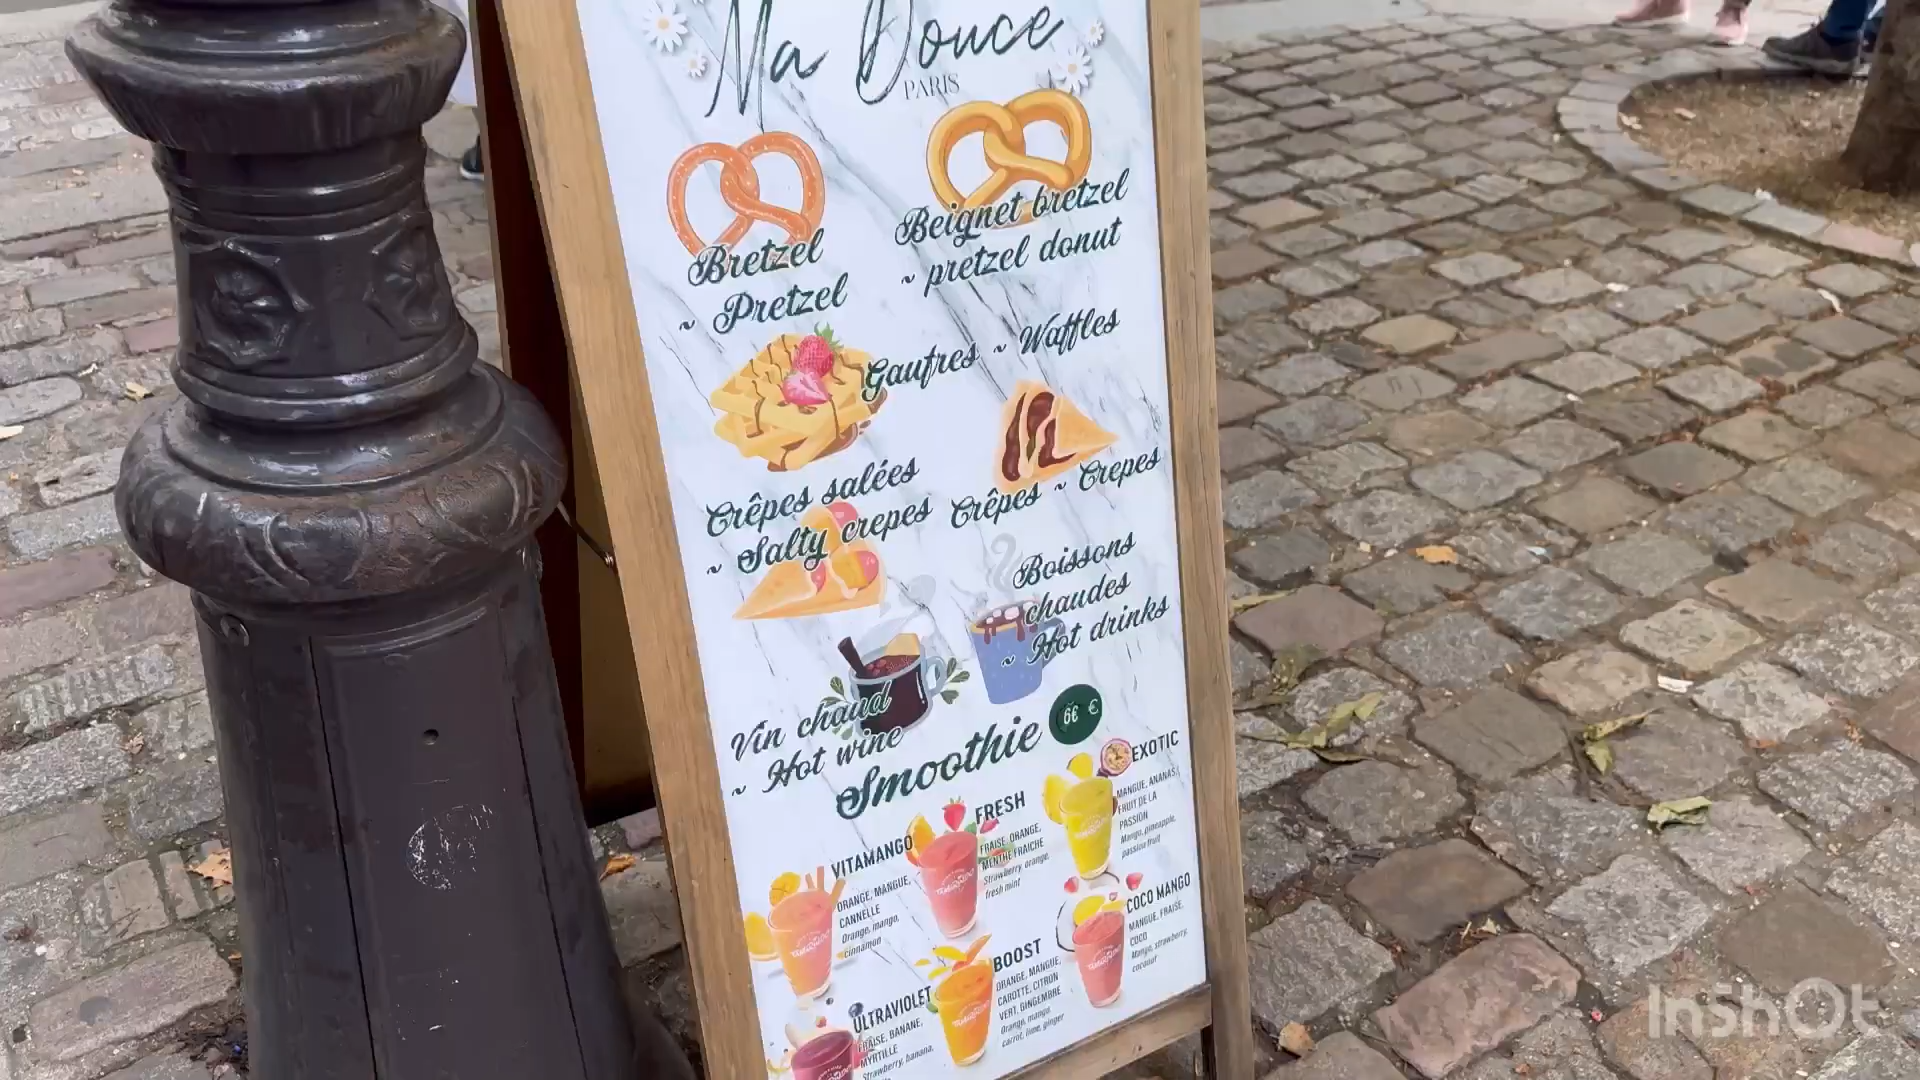 Ma Douce
PARIS
Bretzel
~ Pretzel
Beignet bretzel
~ pretzel donut
Gaufres ~ Waffles
Crêpes salées
~ Salty crepes
Crêpes ~ Crepes
Boissons
chaudes
~ Hot drinks
Vin chaud
~ Hot wine
Smoothie
6€ €
EXOTIC
MANGUE, ANANAS,
FRUIT DE LA
PASSION
Mango, pineapple,
passion fruit
FRESH
FRAISE, ORANGE,
MENTHE FRAICHE
Strawberry, orange,
fresh mint
VITAMANGO
ORANGE, MANGUE,
CANNELLE
Orange, mango,
cinnamon
COCO MANGO
MANGUE, FRAISE,
COCO
Mango, strawberry,
coconut
BOOST
ORANGE, MANGUE,
CAROTTE, CITRON
VERT, GINGEMBRE
Orange, mango,
carrot, lime, ginger
ULTRAVIOLET
FRAISE, BANANE,
MYRTILLE
Strawberry, banana,
InShOt